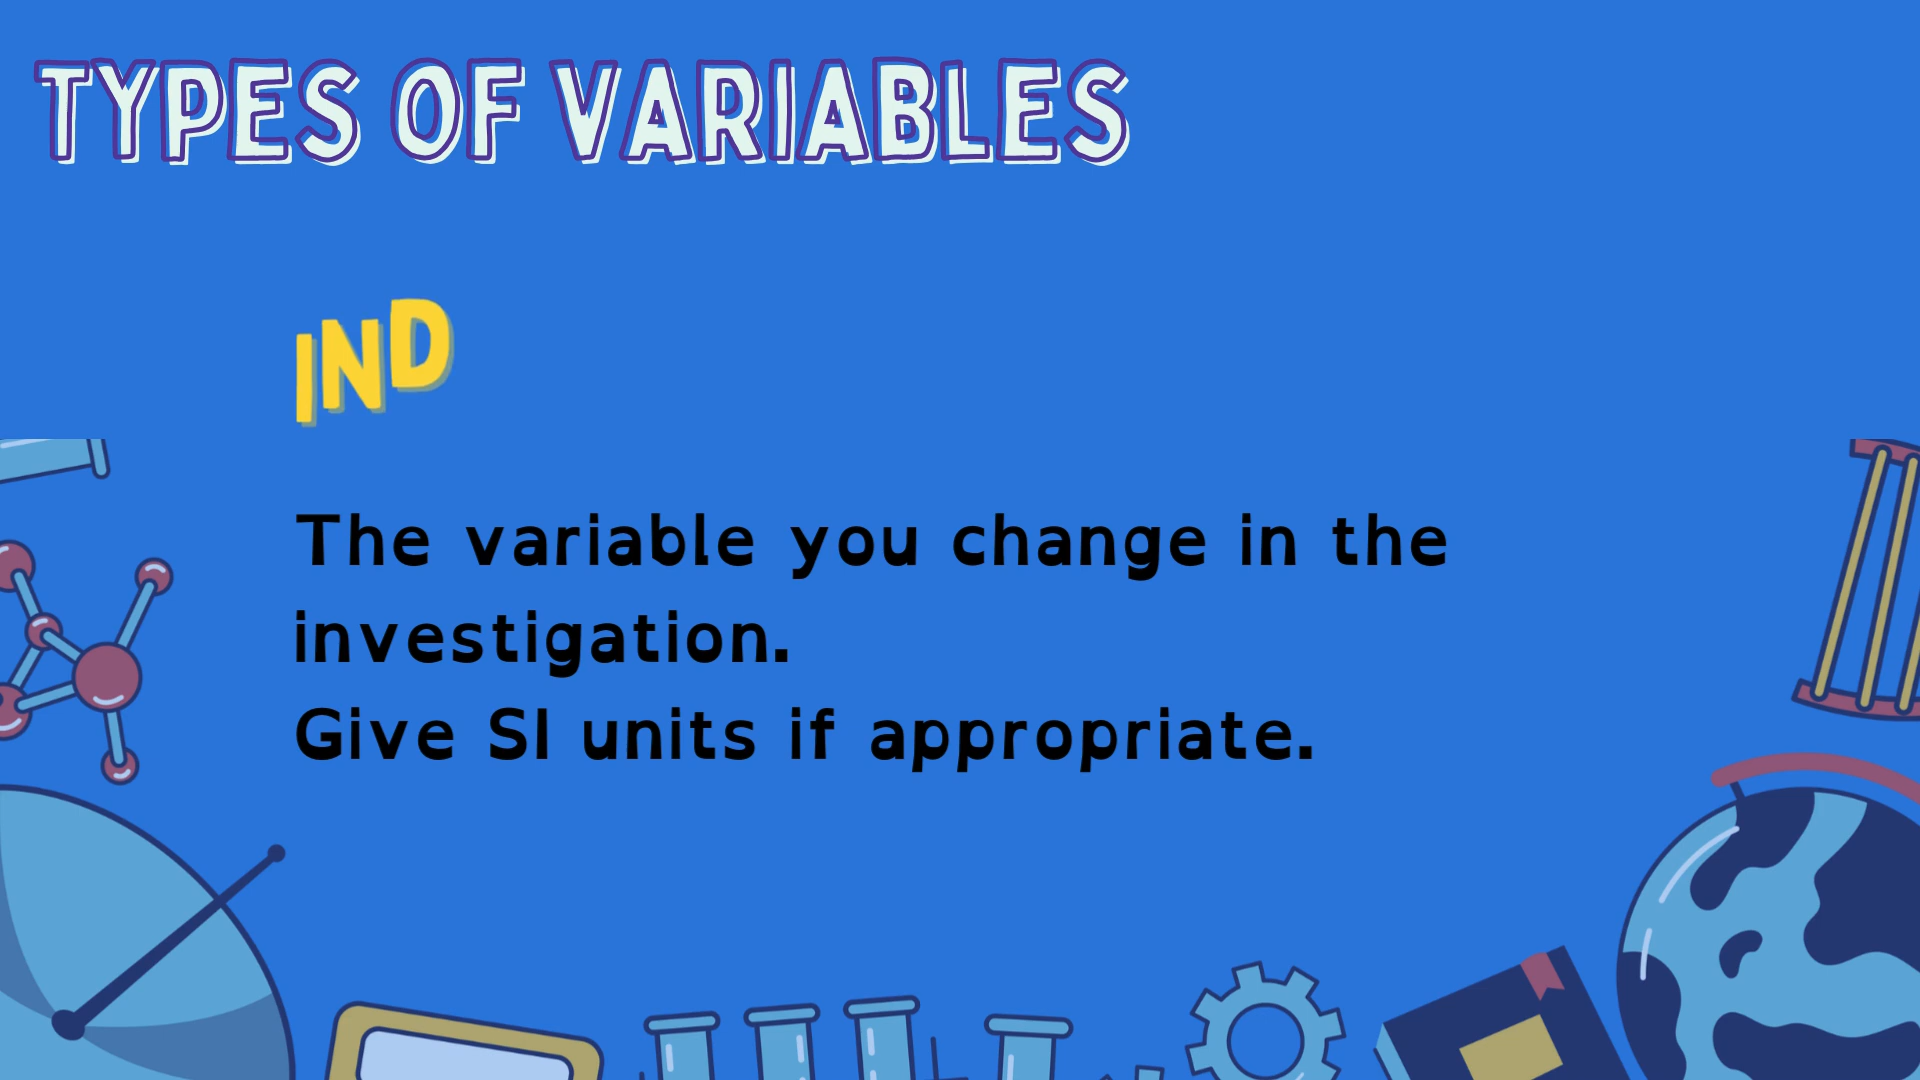 TYPES OF VARIABLES
IND
The variable you change in the
investigation.
Give SI units if appropriate.